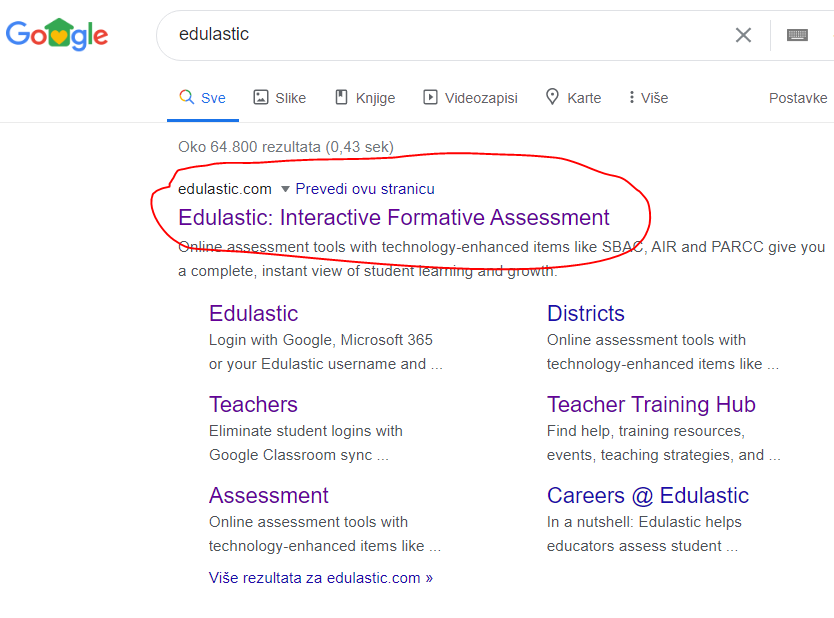 Google
edulastic
Sve Slike Knjige Videozapisi Karte Više Postavke
Oko 64.800 rezultata (0,43 sek)
edulastic.com Prevedi ovu stranicu
Edulastic: Interactive Formative Assessment
Online assessment tools with technology-enhanced items like SBAC, AIR and PARCC give you
a complete, instant view of student learning and growth.
Edulastic
Login with Google, Microsoft 365
or your Edulastic username and ...
Districts
Online assessment tools with
technology-enhanced items like ...
Teachers
Eliminate student logins with
Google Classroom sync ...
Teacher Training Hub
Find help, training resources,
events, teaching strategies, and ...
Assessment
Online assessment tools with
technology-enhanced items like ...
Careers @ Edulastic
In a nutshell: Edulastic helps
educators assess student ...
Više rezultata za edulastic.com »